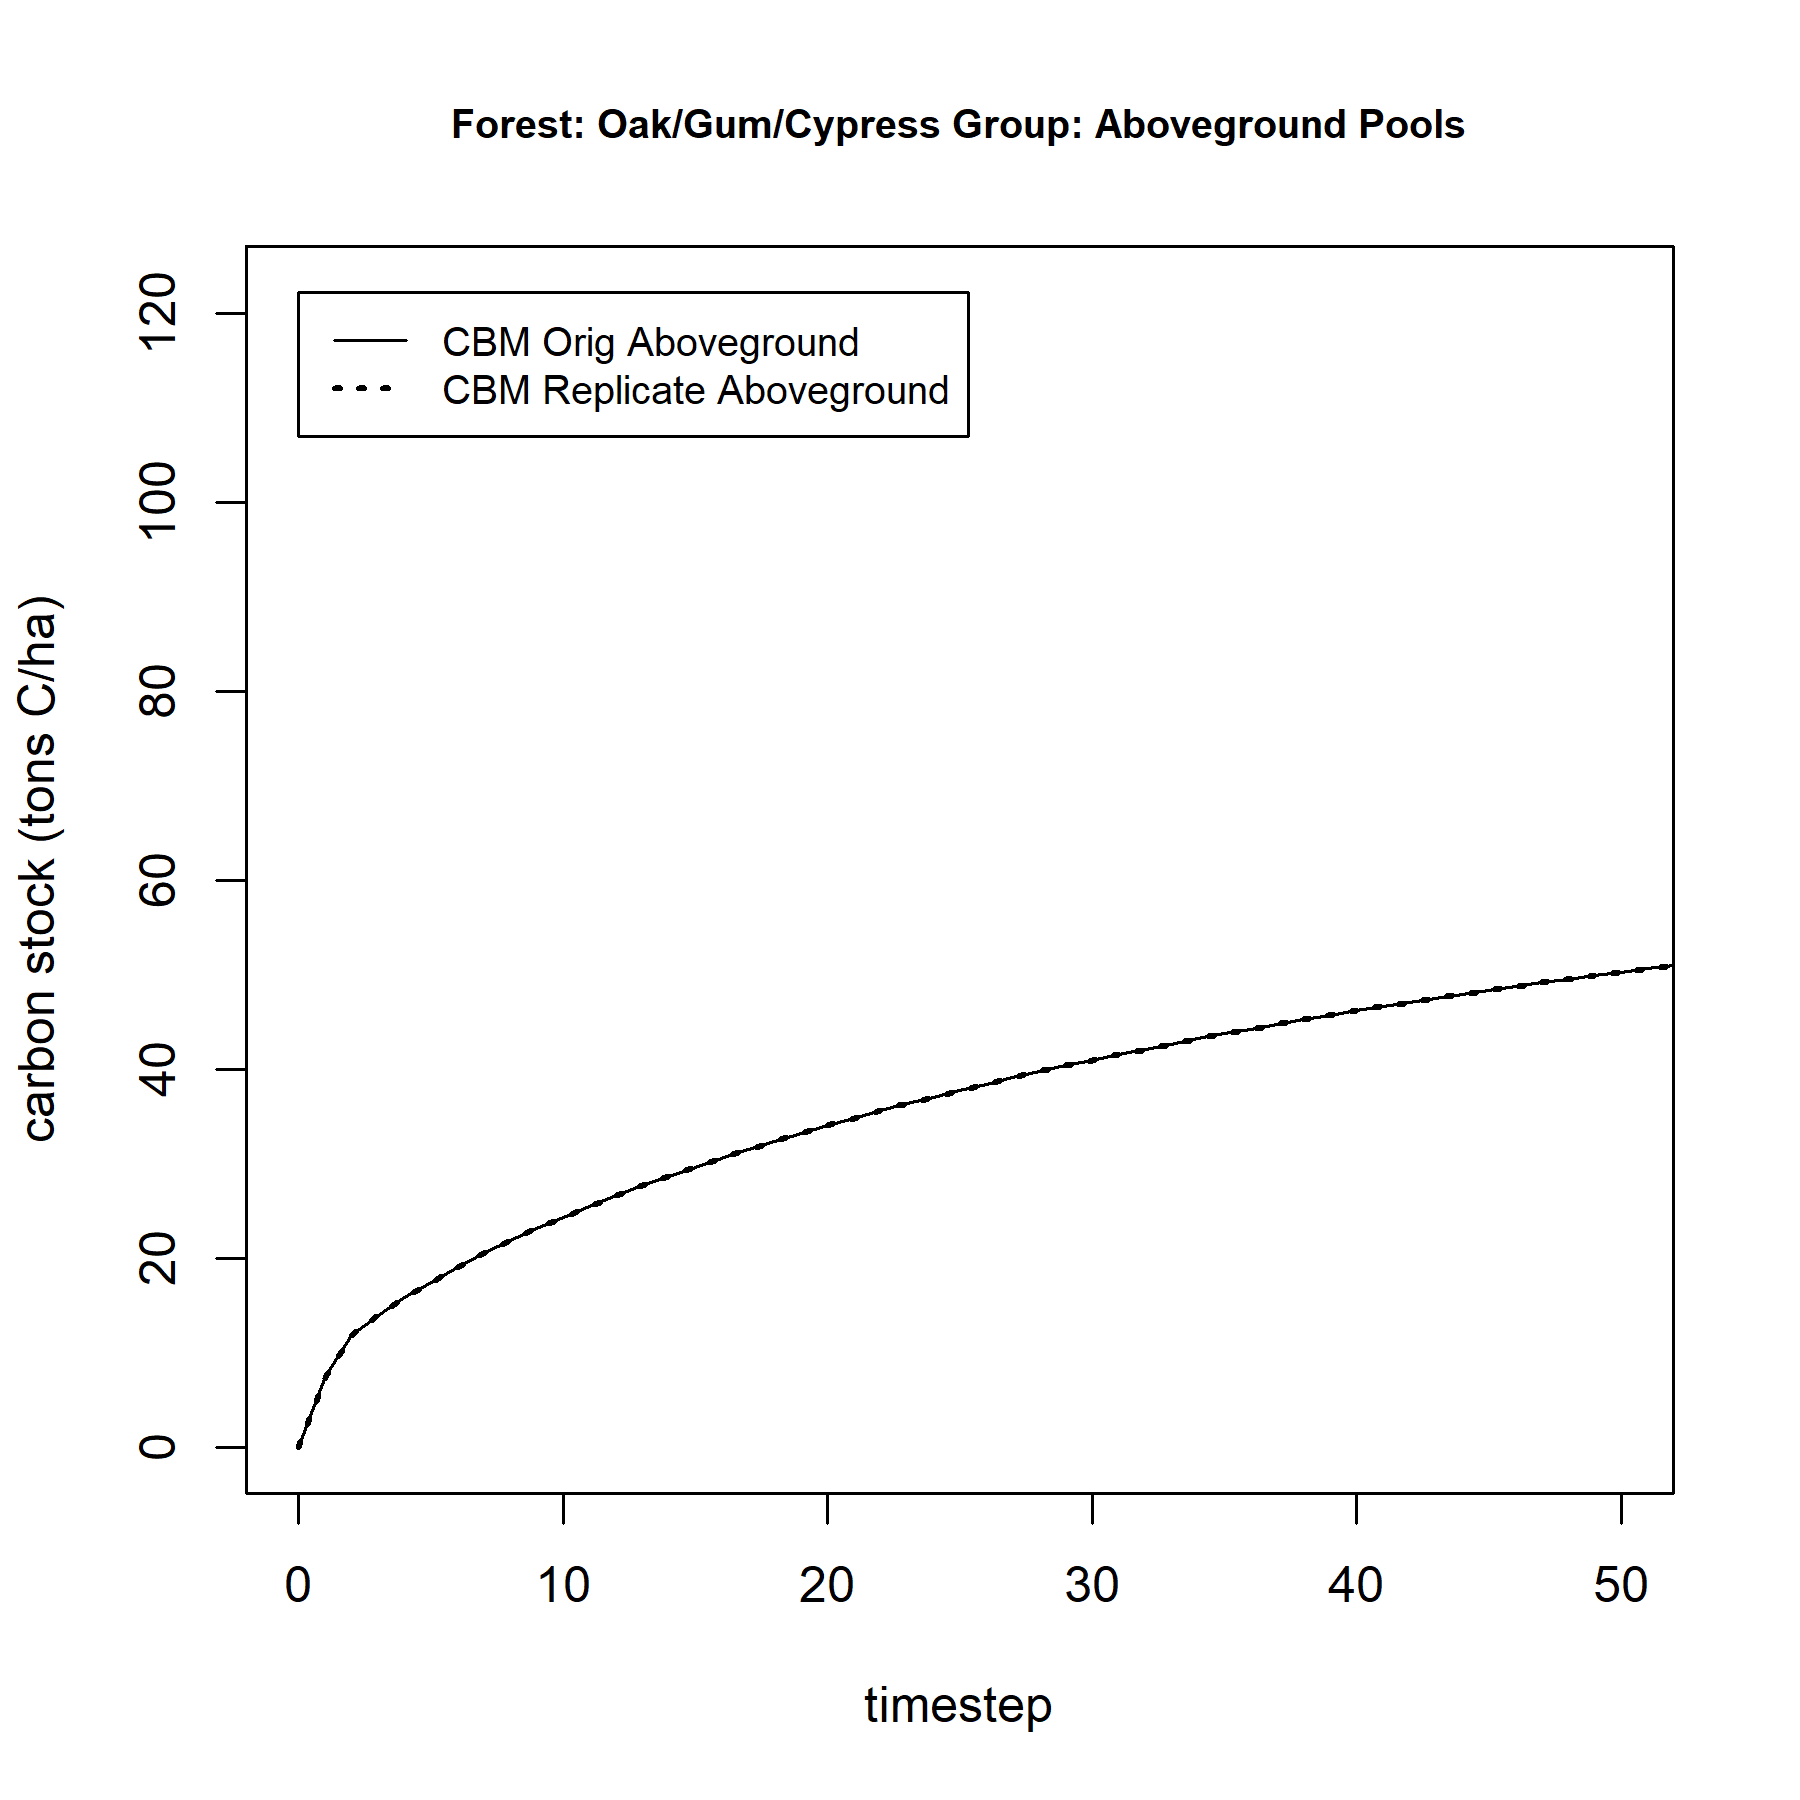 Forest: Oak/Gum/Cypress Group: Aboveground Pools
CBM Orig Aboveground
CBM Replicate Aboveground
carbon stock (tons C/ha)
120
100
80
60
40
20
0
0 10 20 30 40 50
timestep